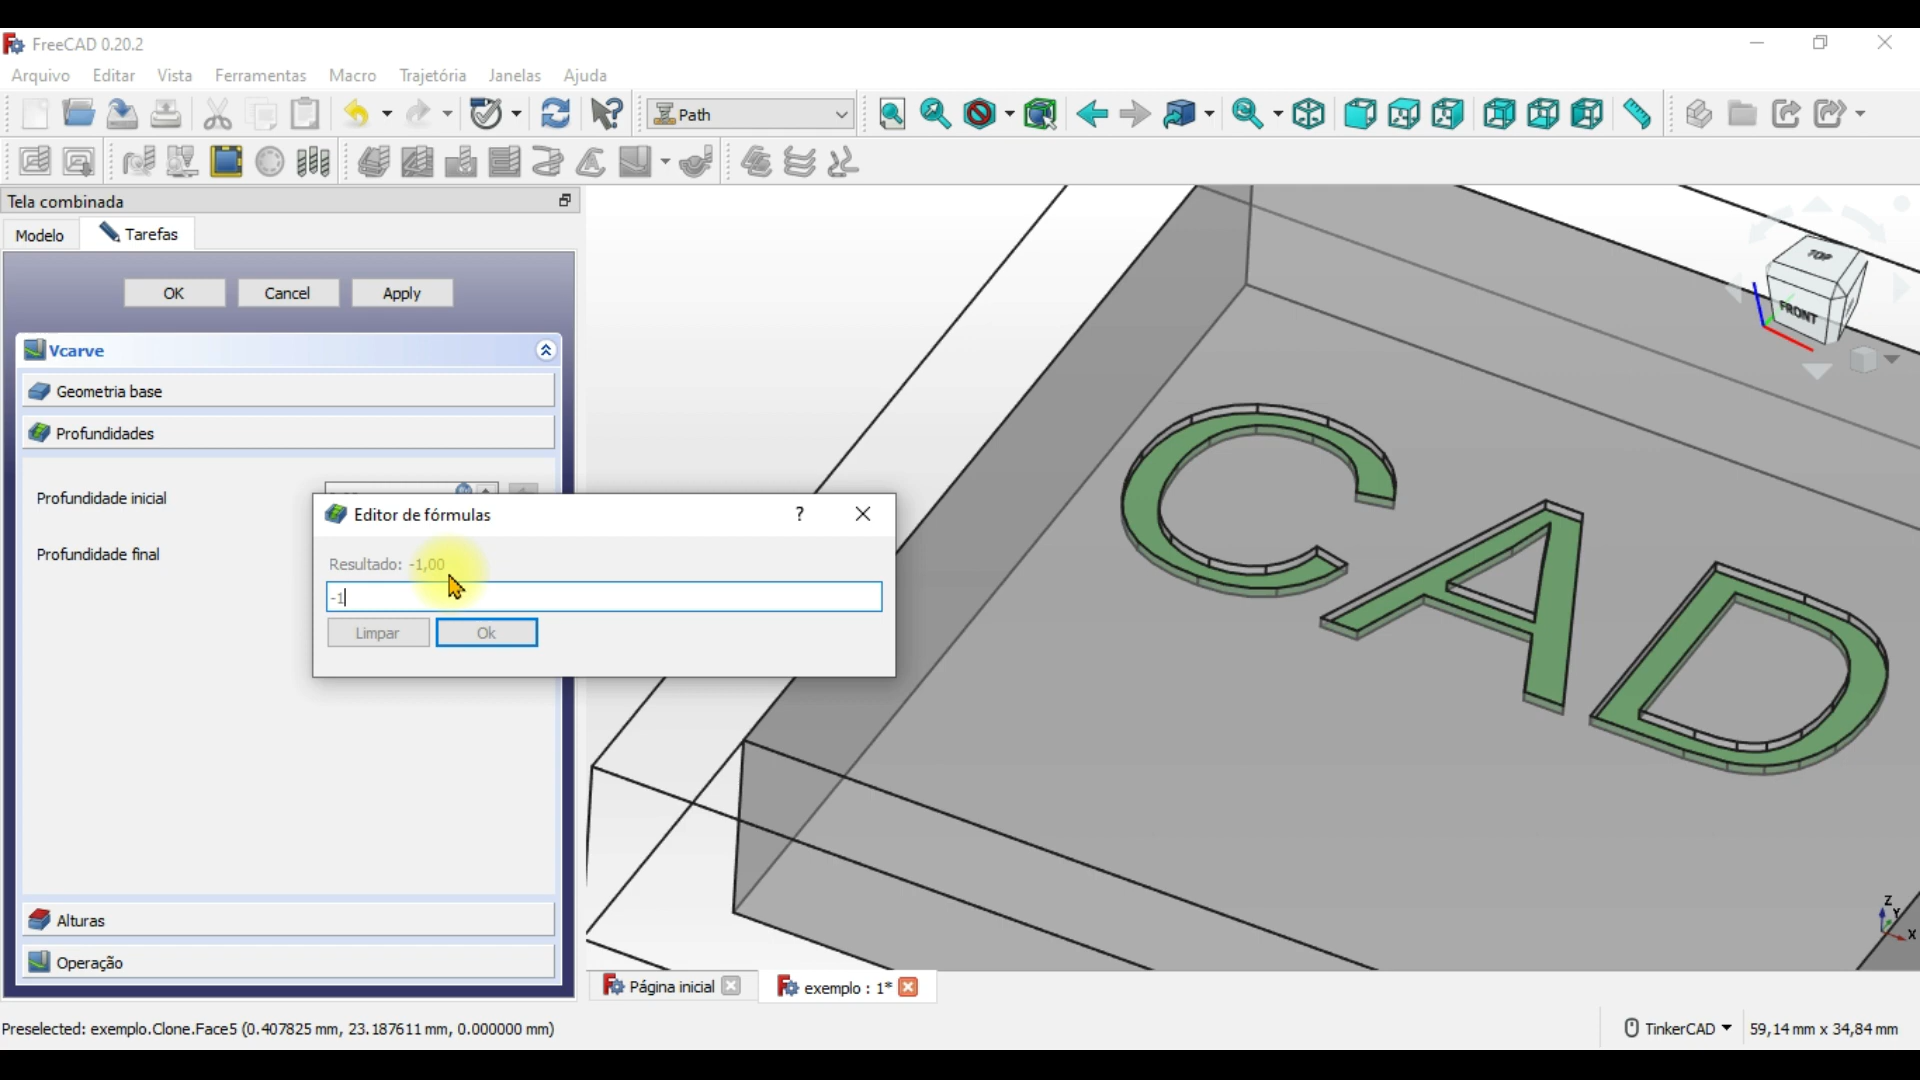 FreeCAD 0.20.2
Arquivo Editar Vista Ferramentas Macro Trajetória Janelas Ajuda
Path
Tela combinada
Modelo Tarefas
OK Cancel Apply
Vcarve
Geometria base
Profundidades
Profundidade inicial
Profundidade final
Editor de fórmulas ?
Resultado: -1,00
-1
Limpar Ok
Alturas
Operação
TOP
FRONT
CAD
Z
Y
X
Página inicial exemplo : 1*
Preselected: exemplo.Clone.Face5 (0.407825 mm, 23.187611 mm, 0.000000 mm) TinkerCAD 59,14 mm x 34,84 mm